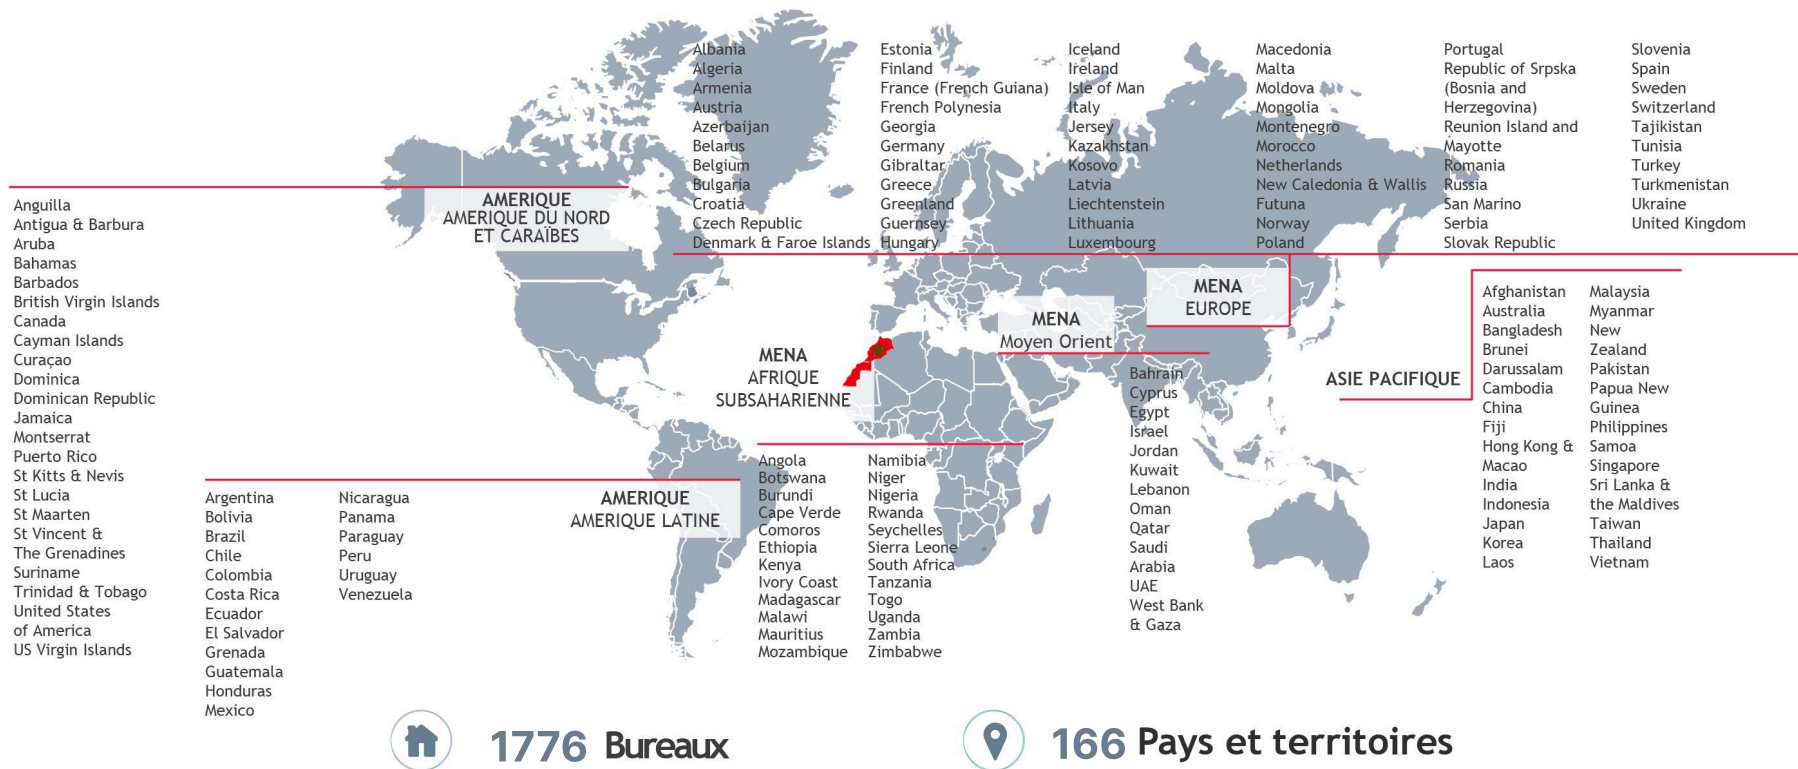 Albania
Algeria
Armenia
Austria
Azerbaijan
Belarus
Belgium
Bulgaria
Croatia
Czech Republic
Denmark & Faroe Islands
Estonia
Finland
France (French Guiana)
French Polynesia
Georgia
Germany
Gibraltar
Greece
Greenland
Guernsey
Hungary
Iceland
Ireland
Isle of Man
Italy
Jersey
Kazakhstan
Kosovo
Latvia
Liechtenstein
Lithuania
Luxembourg
Macedonia
Malta
Moldova
Mongolia
Montenegro
Morocco
Netherlands
New Caledonia & Wallis
Futuna
Norway
Poland
Portugal
Republic of Srpska
(Bosnia and
Herzegovina)
Reunion Island and
Mayotte
Romania
Russia
San Marino
Serbia
Slovak Republic
Slovenia
Spain
Sweden
Switzerland
Tajikistan
Tunisia
Turkey
Turkmenistan
Ukraine
United Kingdom
AMERIQUE
AMERIQUE DU NORD
ET CARAÏBES
Anguilla
Antigua & Barbura
Aruba
Bahamas
Barbados
British Virgin Islands
Canada
Cayman Islands
Curaçao
Dominica
Dominican Republic
Jamaica
Montserrat
Puerto Rico
St Kitts & Nevis
St Lucia
St Maarten
St Vincent &
The Grenadines
Suriname
Trinidad & Tobago
United States
of America
US Virgin Islands
MENA
EUROPE
MENA
Moyen Orient
Bahrain
Cyprus
Egypt
Israel
Jordan
Kuwait
Lebanon
Oman
Qatar
Saudi
Arabia
UAE
West Bank
& Gaza
ASIE PACIFIQUE
Afghanistan
Australia
Bangladesh
Brunei
Darussalam
Cambodia
China
Fiji
Hong Kong &
Macao
India
Indonesia
Japan
Korea
Laos
Malaysia
Myanmar
New
Zealand
Pakistan
Papua New
Guinea
Philippines
Samoa
Singapore
Sri Lanka &
the Maldives
Taiwan
Thailand
Vietnam
MENA
AFRIQUE
SUBSAHARIENNE
Angola
Botswana
Burundi
Cape Verde
Comoros
Ethiopia
Kenya
Ivory Coast
Madagascar
Malawi
Mauritius
Mozambique
Namibia
Niger
Nigeria
Rwanda
Seychelles
Sierra Leone
South Africa
Tanzania
Togo
Uganda
Zambia
Zimbabwe
AMERIQUE
AMERIQUE LATINE
Argentina
Bolivia
Brazil
Chile
Colombia
Costa Rica
Ecuador
El Salvador
Grenada
Guatemala
Honduras
Mexico
Nicaragua
Panama
Paraguay
Peru
Uruguay
Venezuela
1776 Bureaux
166 Pays et territoires